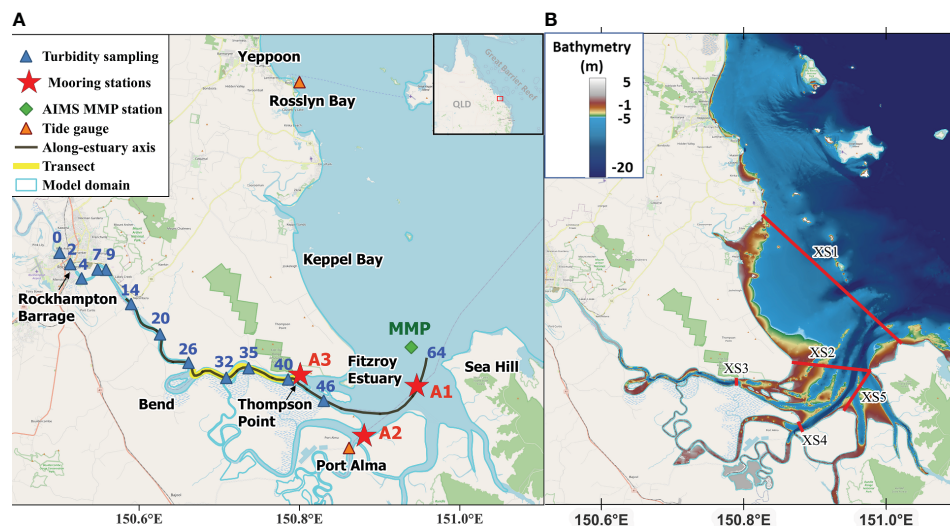 A
Turbidity sampling
Mooring stations
AIMS MMP station
Tide gauge
Along-estuary axis
Transect
Model domain
Yeppoon
Rosslyn Bay
QLD
Great Barrier Reef
0
2
4
7
9
Rockhampton
Barrage
14
20
26
32
35
40
46
64
Keppel Bay
MMP
Fitzroy
Estuary
Sea Hill
A3
A1
A2
Bend
Thompson
Point
Port Alma
150.6°E
150.8°E
151.0°E
B
Bathymetry
(m)
5
-1
-5
-20
XS1
XS2
XS3
XS4
XS5
150.6°E
150.8°E
151.0°E